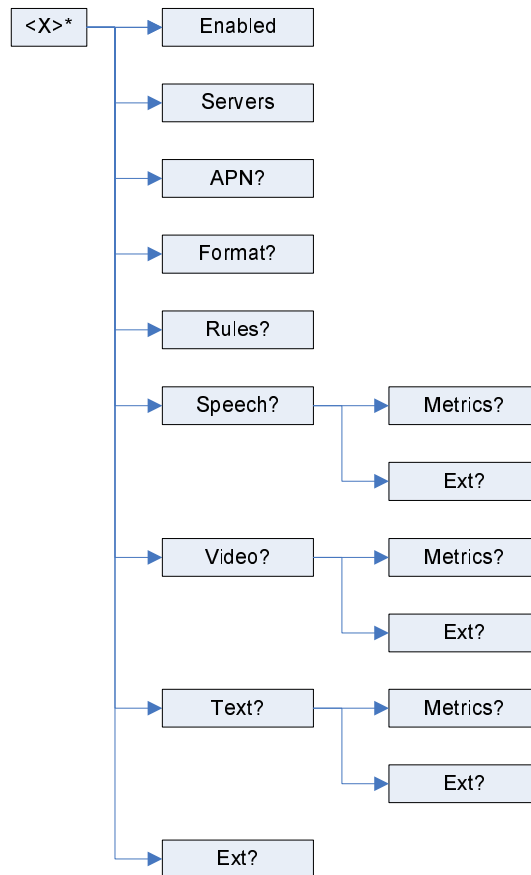 <X>*
Enabled
Servers
APN?
Format?
Rules?
Speech?
Metrics?
Ext?
Video?
Metrics?
Ext?
Text?
Metrics?
Ext?
Ext?